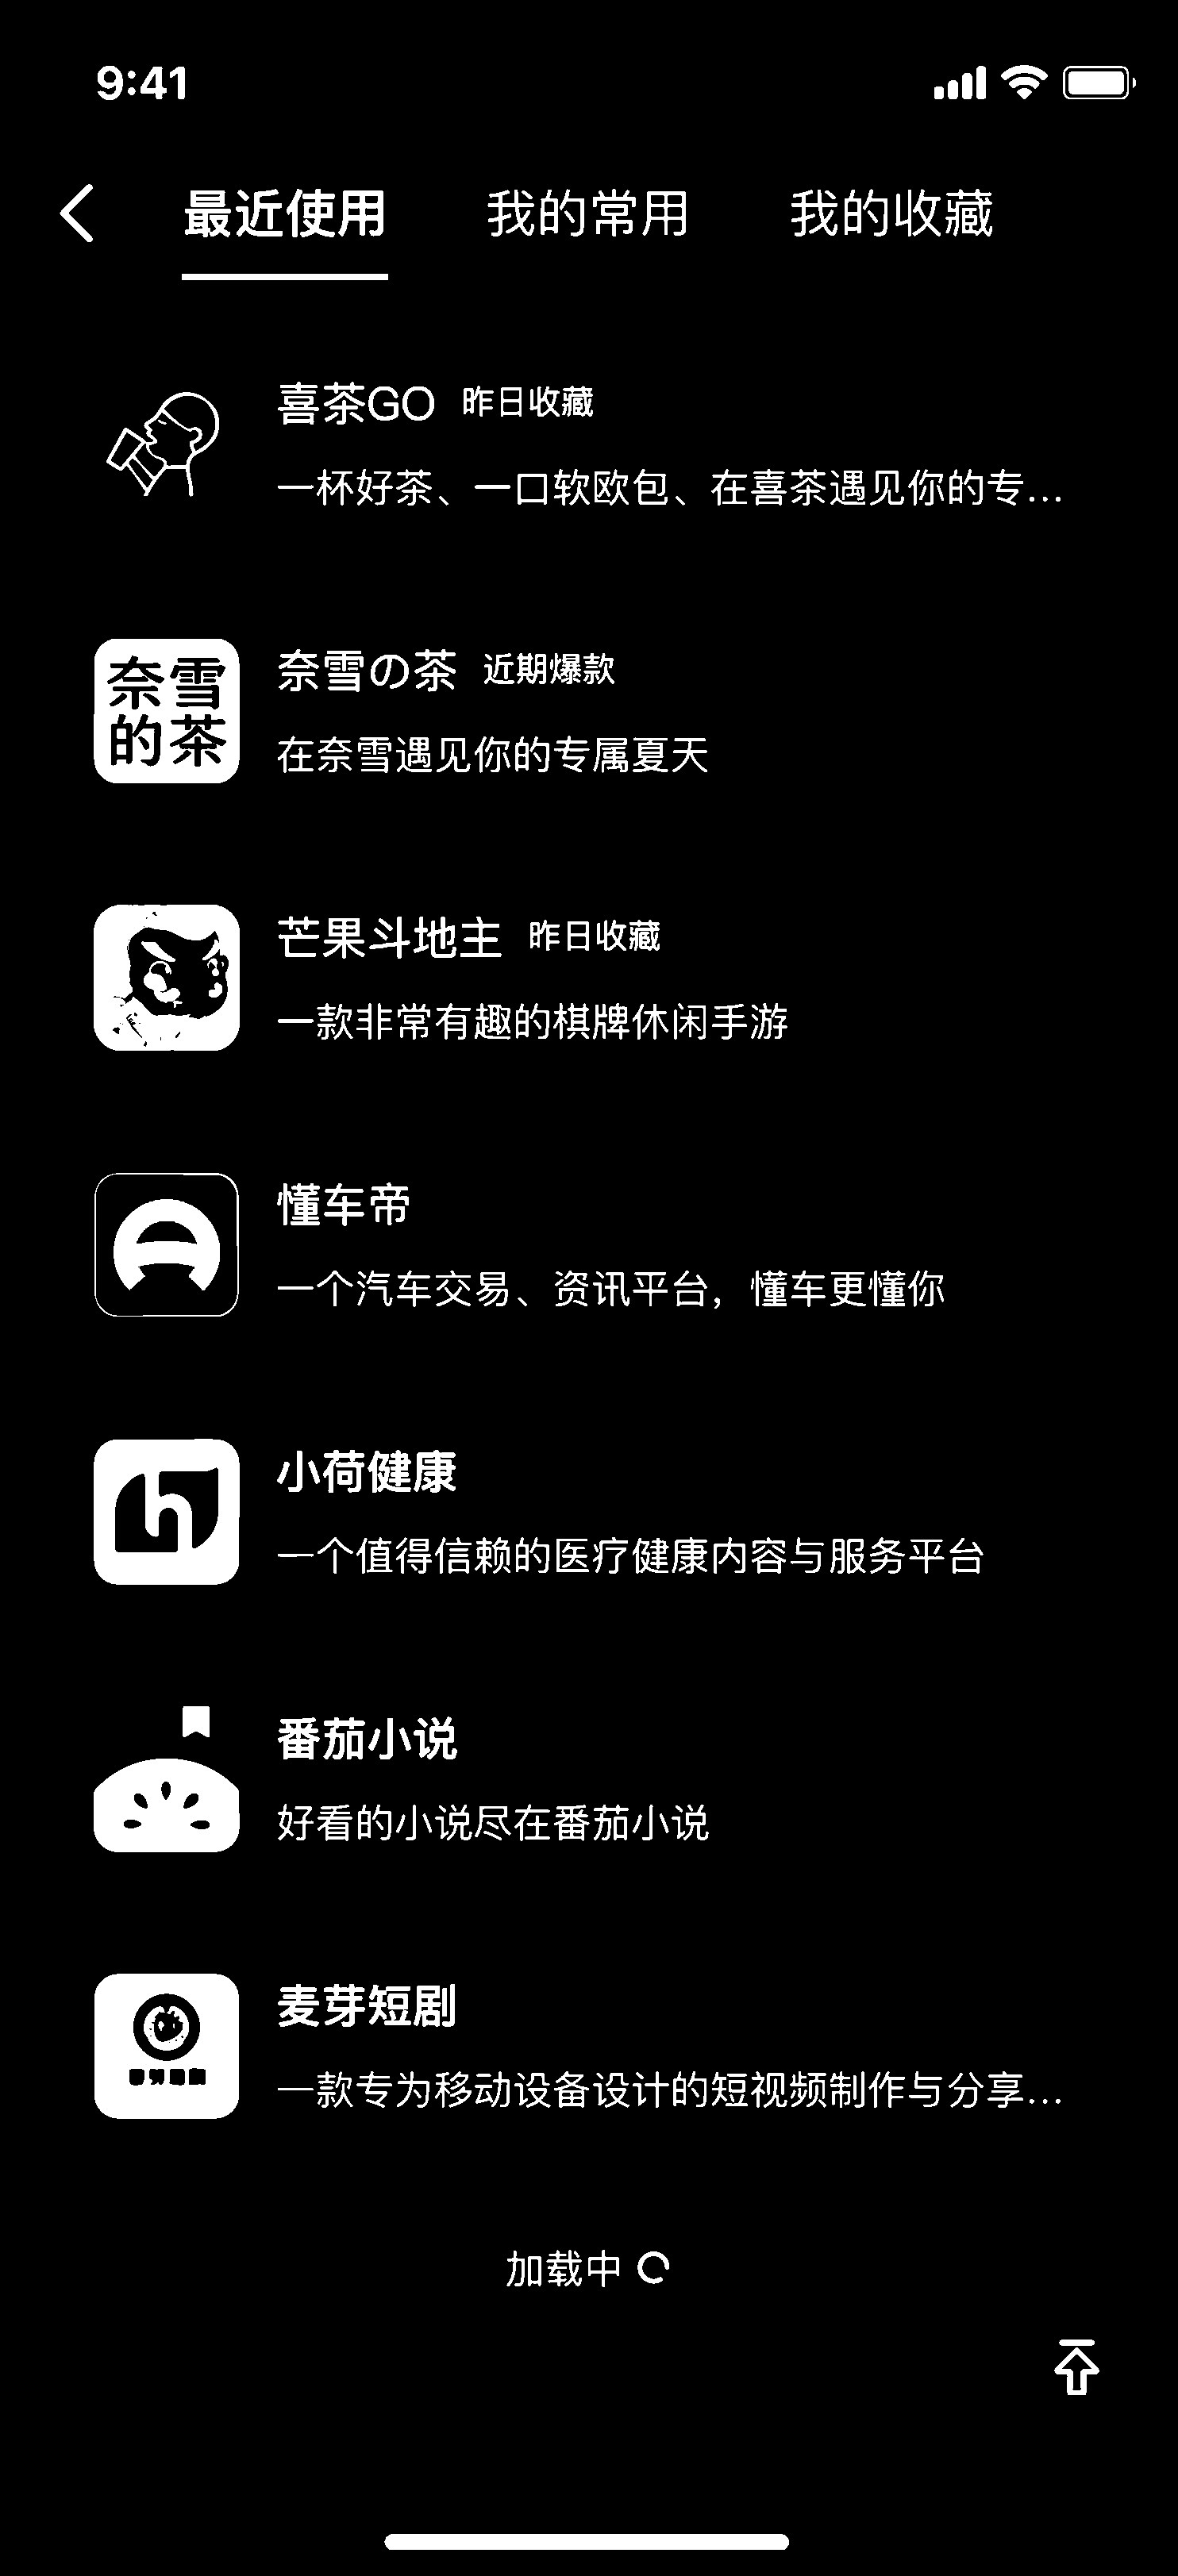 9:41
最近使用 我的常用 我的收藏
喜茶GO 昨日收藏
一杯好茶、一口软欧包、在喜茶遇见你的专...
奈雪的茶
奈雪の茶 近期爆款
在奈雪遇见你的专属夏天
芒果斗地主 昨日收藏
一款非常有趣的棋牌休闲手游
懂车帝
一个汽车交易、资讯平台，懂车更懂你
小荷健康
一个值得信赖的医疗健康内容与服务平台
番茄小说
好看的小说尽在番茄小说
麦芽短剧
一款专为移动设备设计的短视频制作与分享...
加载中